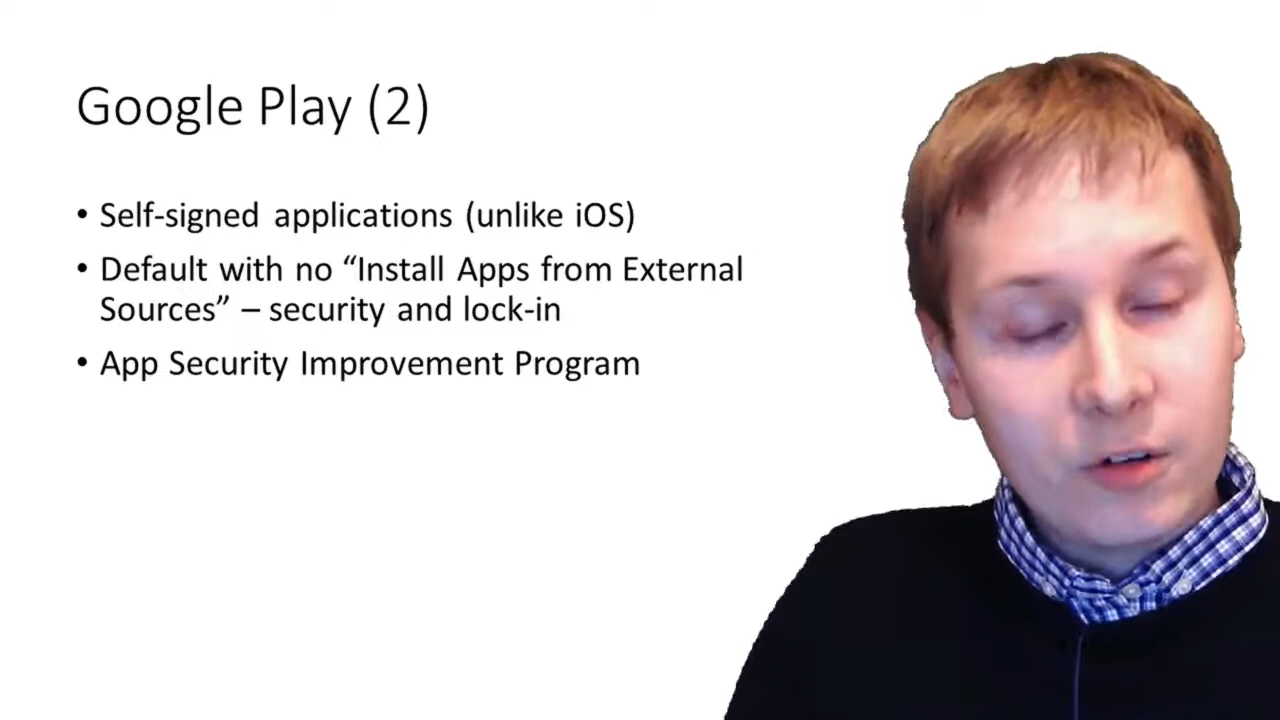 Google Play (2)
• Self-signed applications (unlike iOS)
• Default with no “Install Apps from External
Sources” – security and lock-in
• App Security Improvement Program